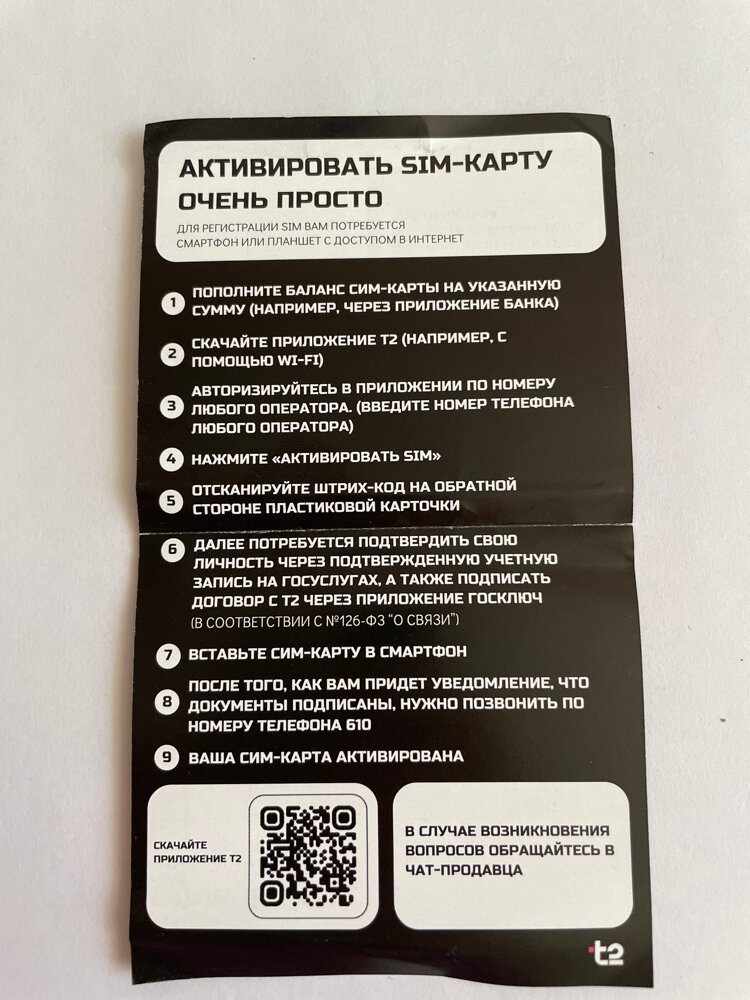 АКТИВИРОВАТЬ SIM-КАРТУ
ОЧЕНЬ ПРОСТО
ДЛЯ РЕГИСТРАЦИИ SIM ВАМ ПОТРЕБУЕТСЯ
СМАРТФОН ИЛИ ПЛАНШЕТ С ДОСТУПОМ В ИНТЕРНЕТ
1 ПОПОЛНИТЕ БАЛАНС СИМ-КАРТЫ НА УКАЗАННУЮ
СУММУ (НАПРИМЕР, ЧЕРЕЗ ПРИЛОЖЕНИЕ БАНКА)
2 СКАЧАЙТЕ ПРИЛОЖЕНИЕ T2 (НАПРИМЕР, С
ПОМОЩЬЮ WI-FI)
3 АВТОРИЗИРУЙТЕСЬ В ПРИЛОЖЕНИИ ПО НОМЕРУ
ЛЮБОГО ОПЕРАТОРА. (ВВЕДИТЕ НОМЕР ТЕЛЕФОНА
ЛЮБОГО ОПЕРАТОРА)
4 НАЖМИТЕ «АКТИВИРОВАТЬ SIM»
5 ОТСКАНИРУЙТЕ ШТРИХ-КОД НА ОБРАТНОЙ
СТОРОНЕ ПЛАСТИКОВОЙ КАРТОЧКИ
6 ДАЛЕЕ ПОТРЕБУЕТСЯ ПОДТВЕРДИТЬ СВОЮ
ЛИЧНОСТЬ ЧЕРЕЗ ПОДТВЕРЖДЕННУЮ УЧЕТНУЮ
ЗАПИСЬ НА ГОСУСЛУГАХ, А ТАКЖЕ ПОДПИСАТЬ
ДОГОВОР С T2 ЧЕРЕЗ ПРИЛОЖЕНИЕ ГОСКЛЮЧ
(В СООТВЕТСТВИИ С №126-ФЗ "О СВЯЗИ")
7 ВСТАВЬТЕ СИМ-КАРТУ В СМАРТФОН
8 ПОСЛЕ ТОГО, КАК ВАМ ПРИДЕТ УВЕДОМЛЕНИЕ, ЧТО
ДОКУМЕНТЫ ПОДПИСАНЫ, НУЖНО ПОЗВОНИТЬ ПО
НОМЕРУ ТЕЛЕФОНА 610
9 ВАША СИМ-КАРТА АКТИВИРОВАНА
СКАЧАЙТЕ
ПРИЛОЖЕНИЕ T2
В СЛУЧАЕ ВОЗНИКНОВЕНИЯ
ВОПРОСОВ ОБРАЩАЙТЕСЬ В
ЧАТ-ПРОДАВЦА
t2